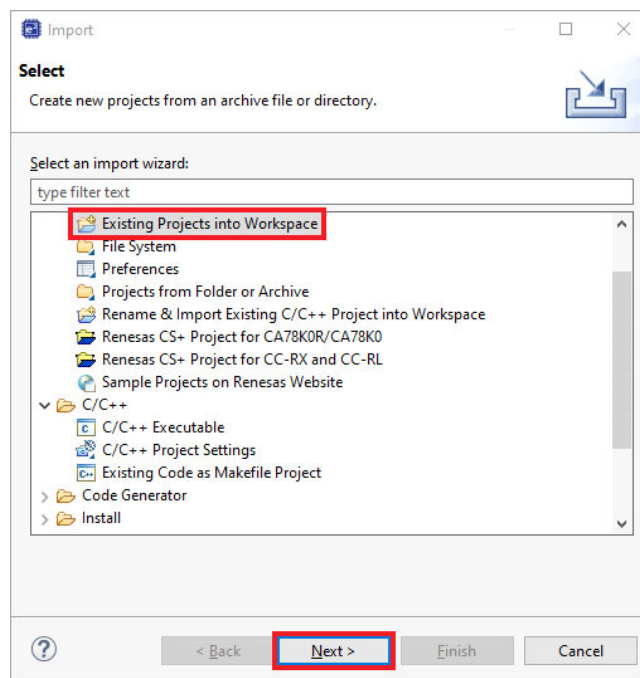 Import
Select
Create new projects from an archive file or directory.
Select an import wizard:
type filter text
Existing Projects into Workspace
File System
Preferences
Projects from Folder or Archive
Rename & Import Existing C/C++ Project into Workspace
Renesas CS+ Project for CA78K0R/CA78K0
Renesas CS+ Project for CC-RX and CC-RL
Sample Projects on Renesas Website
C/C++
C/C++ Executable
C/C++ Project Settings
Existing Code as Makefile Project
Code Generator
Install
? < Back Next > Finish Cancel